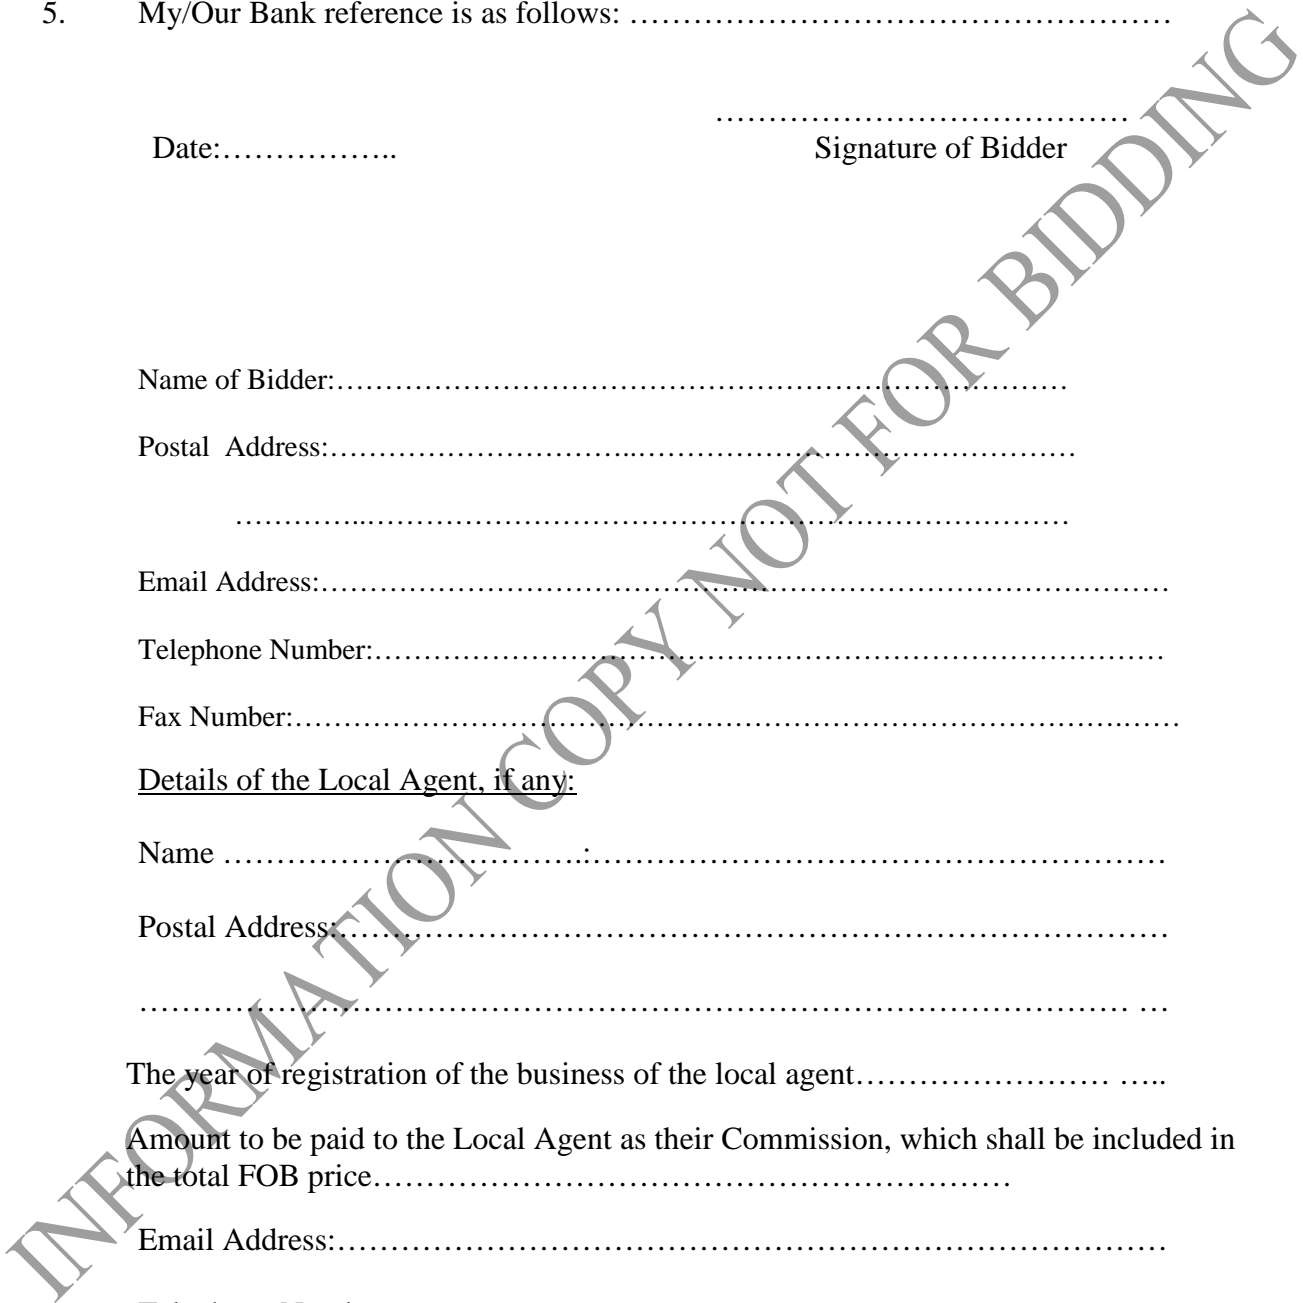 5. My/Our Bank reference is as follows: ……………………………………………
…………………………………
Date:…………….. Signature of Bidder
Name of Bidder:…………………………………………………………………
Postal  Address:…………………………..………………………………………
…………..………………………………………………………………
Email Address:……………………………………………………………………………
Telephone Number:………………………………………………………………………
Fax Number:………………………………………………………………………….……
Details of the Local Agent, if any:
Name …………………………….:………………………………………………
Postal Address:……………………………………………………………………
………………………………………………………………………………… …
The year of registration of the business of the local agent…………………… …..
Amount to be paid to the Local Agent as their Commission, which shall be included in
the total FOB price……………………………………………………
Email Address:……………………………………………………………………
INFORMATION COPY NOT FOR BIDDING